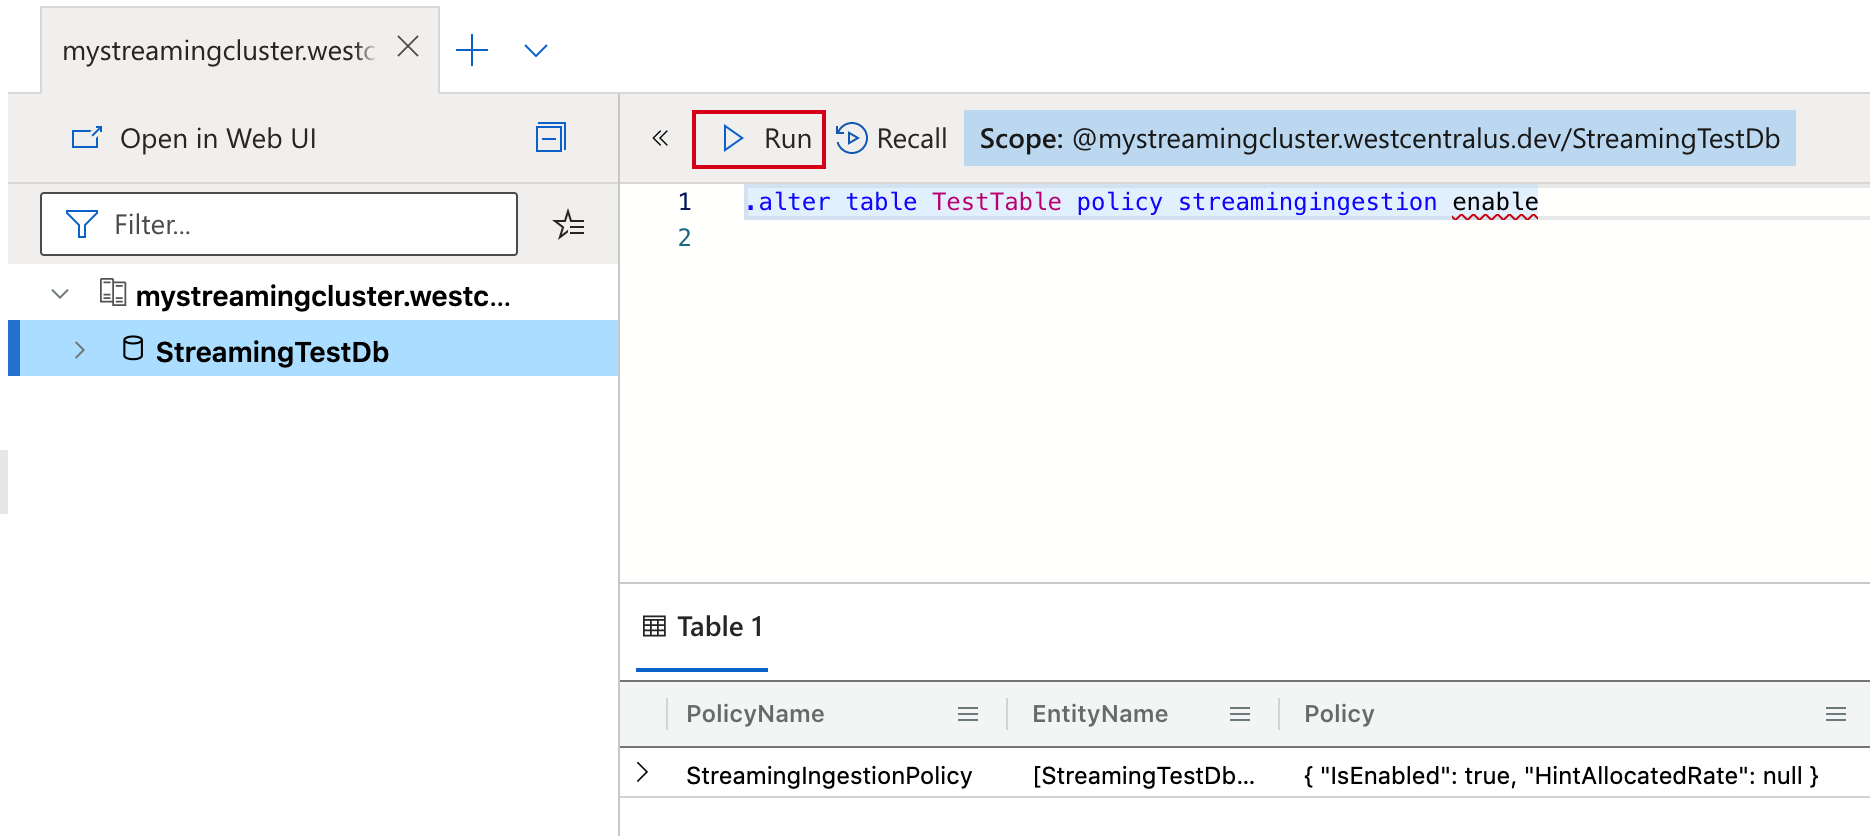 mystreamingcluster.westc
Open in Web UI
Run
Recall
Scope: @mystreamingcluster.westcentralus.dev/StreamingTestDb
Filter...
1 .alter table TestTable policy streamingingestion enable
2
mystreamingcluster.westc...
StreamingTestDb
Table 1
PolicyName EntityName Policy
StreamingIngestionPolicy [StreamingTestDb... { "IsEnabled": true, "HintAllocatedRate": null }